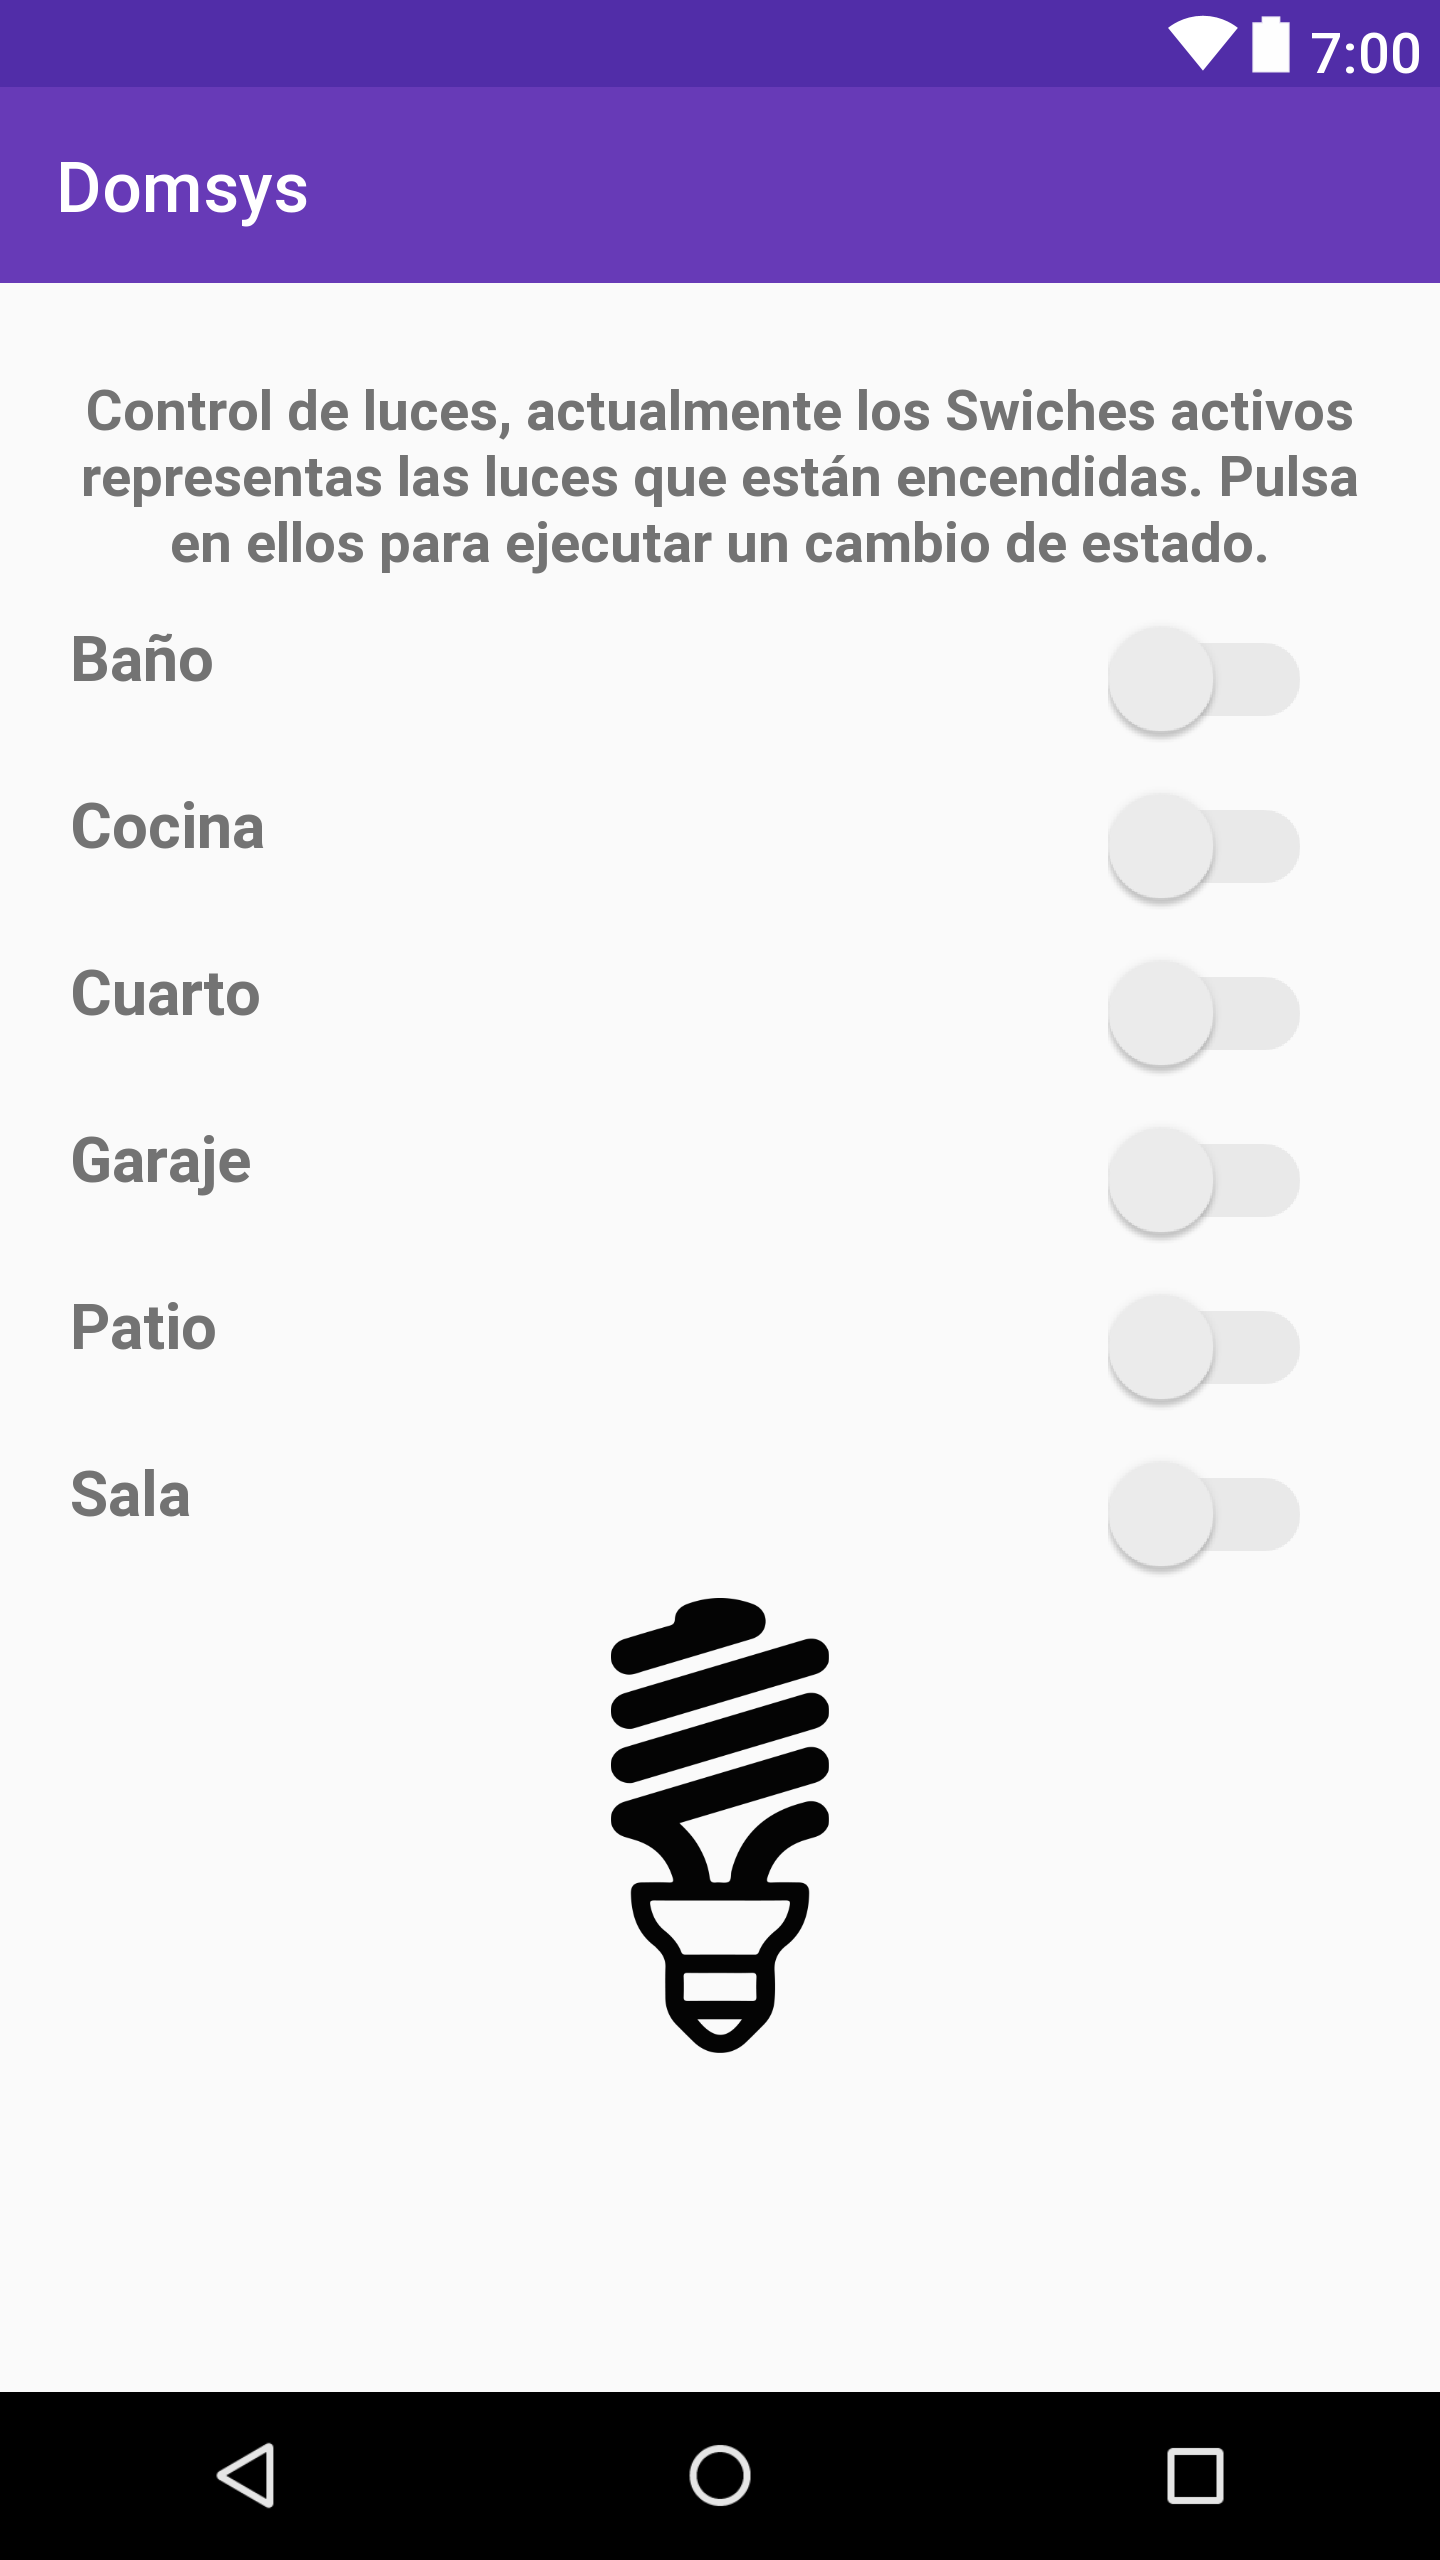 7:00
Domsys
Control de luces, actualmente los Swiches activos
representas las luces que están encendidas. Pulsa
en ellos para ejecutar un cambio de estado.
Baño
Cocina
Cuarto
Garaje
Patio
Sala